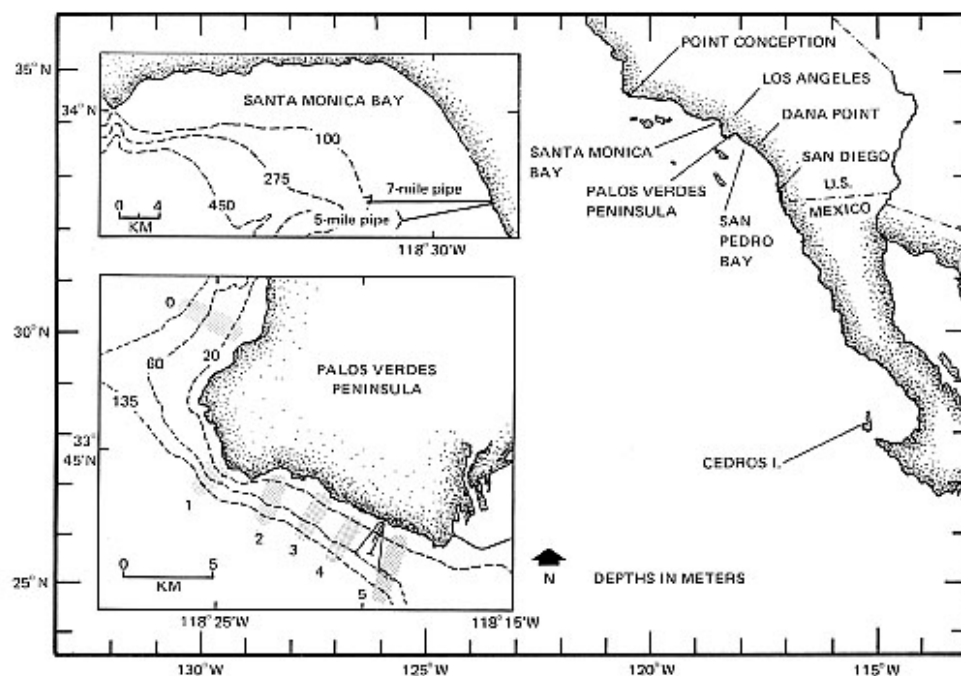 35°N
30°N
25°N
130°W
125°W
120°W
115°W
34°N
SANTA MONICA BAY
100
275
450
7-mile pipe
5-mile pipe
0 4
KM
118°30'W
0
60
20
135
PALOS VERDES
PENINSULA
33°
45'N
1
2
3
4
5
0 5
KM
118°25'W
118°15'W
POINT CONCEPTION
LOS ANGELES
DANA POINT
SANTA MONICA
BAY
SAN DIEGO
PALOS VERDES
PENINSULA
U.S.
MEXICO
SAN
PEDRO
BAY
CEDROS I.
N
DEPTHS IN METERS